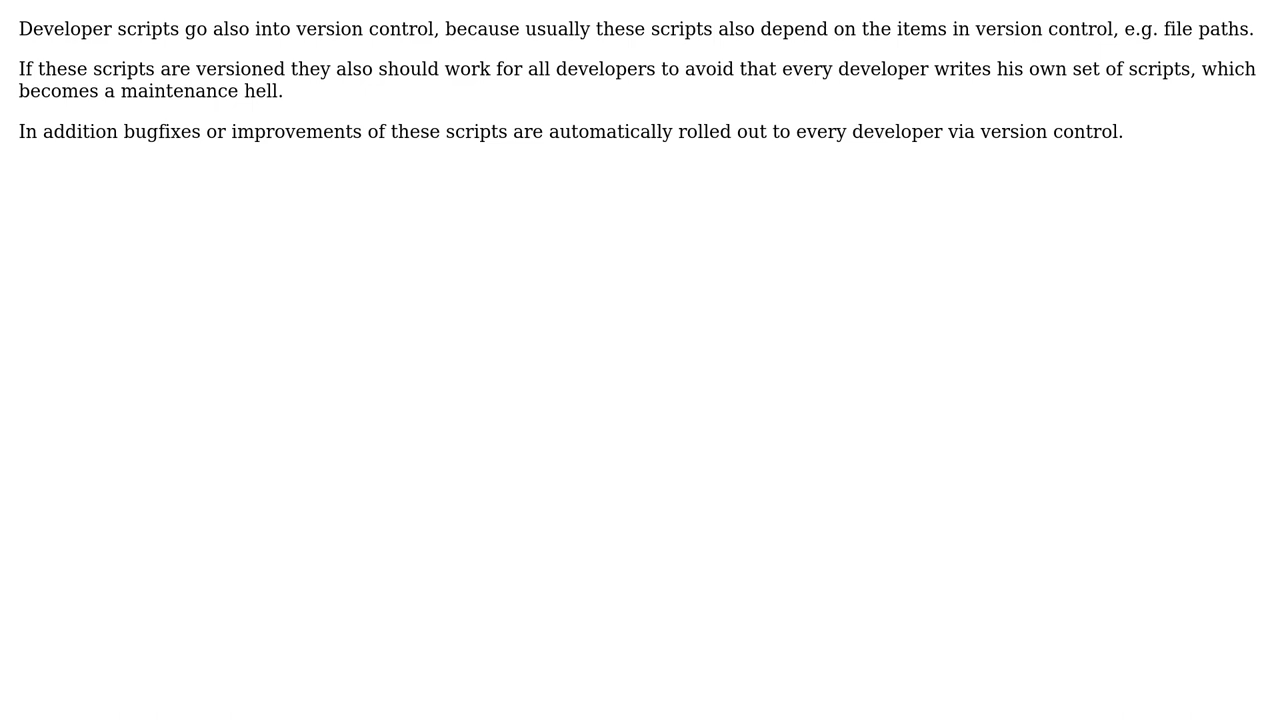 Developer scripts go also into version control, because usually these scripts also depend on the items in version control, e.g. file paths.
If these scripts are versioned they also should work for all developers to avoid that every developer writes his own set of scripts, which
becomes a maintenance hell.
In addition bugfixes or improvements of these scripts are automatically rolled out to every developer via version control.